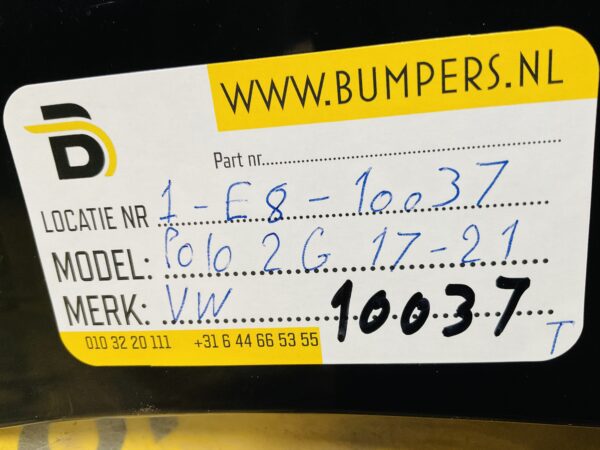 WWW.BUMPERS.NL
B
Part nr.
LOCATIE NR 1-E8-10037
MODEL: Polo 2G 17-21
MERK: VW 10037
T
010 32 20 111 +31 6 44 66 53 55